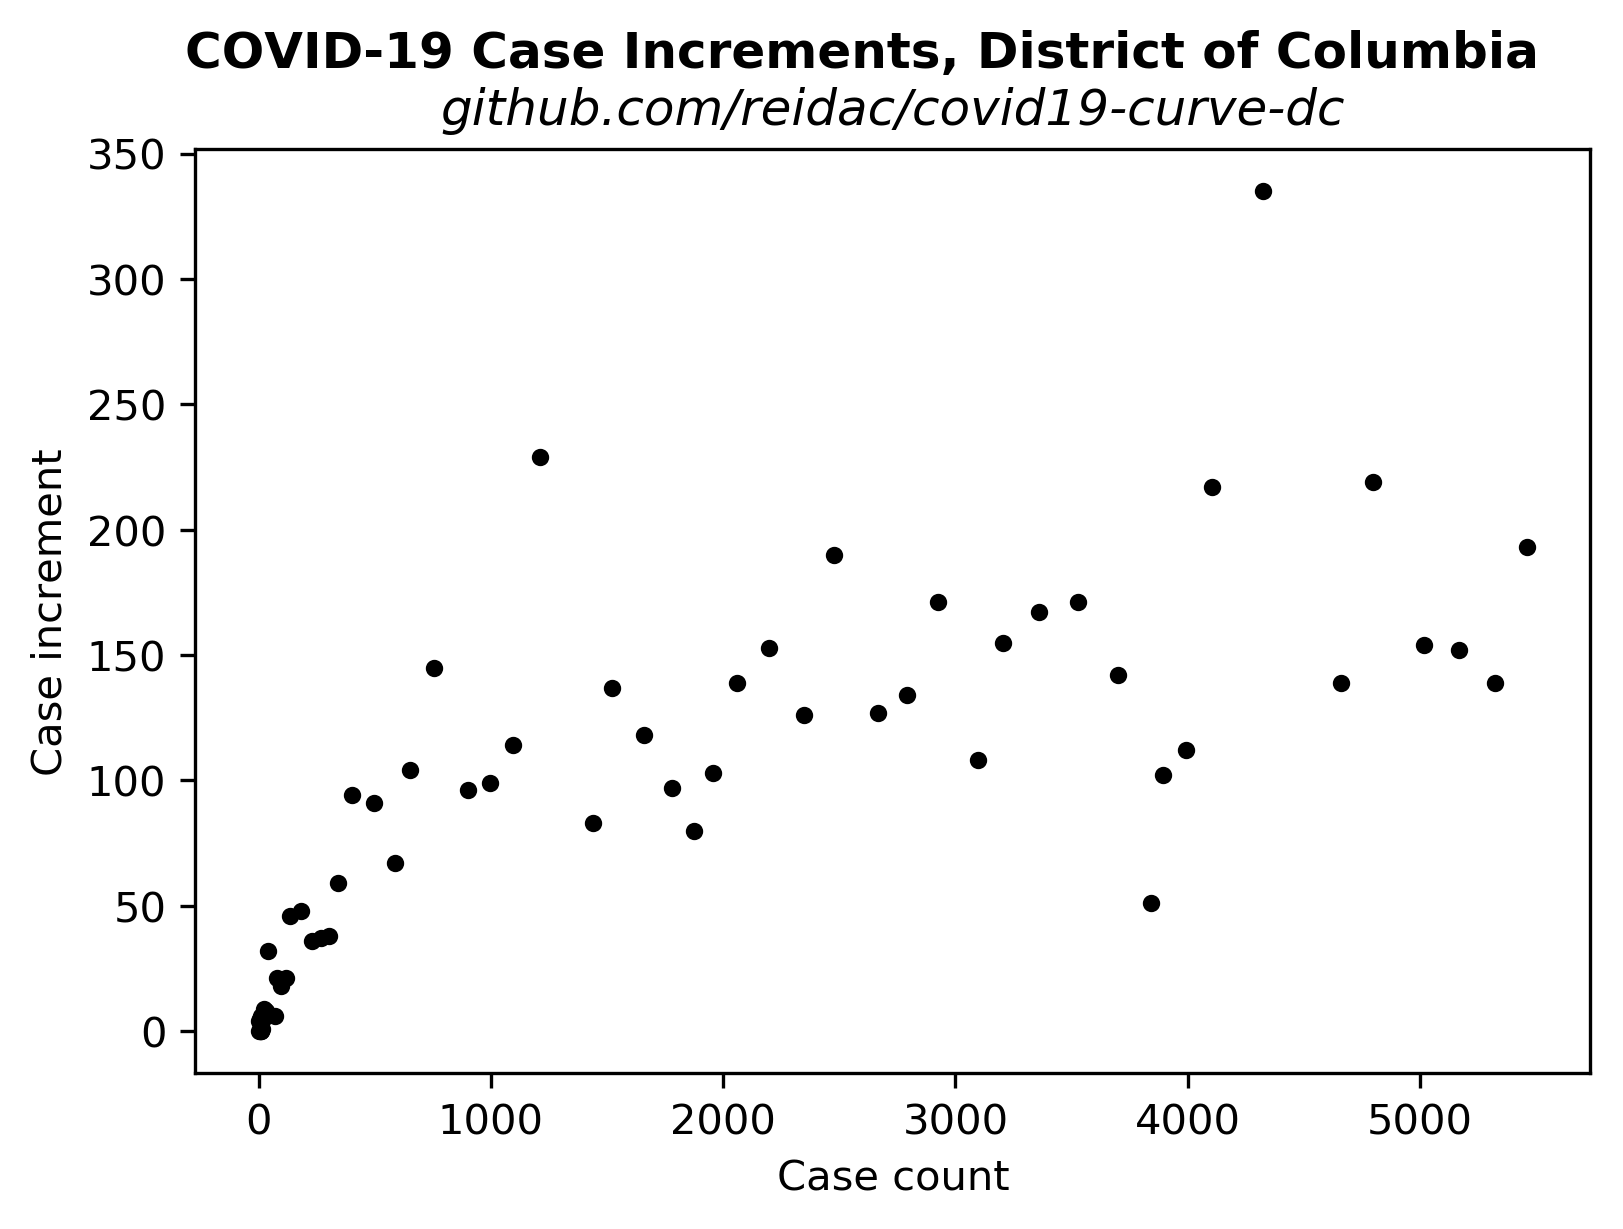 COVID-19 Case Increments, District of Columbia
github.com/reidac/covid19-curve-dc
350
300
250
200
150
100
50
0
Case increment
0 1000 2000 3000 4000 5000
Case count